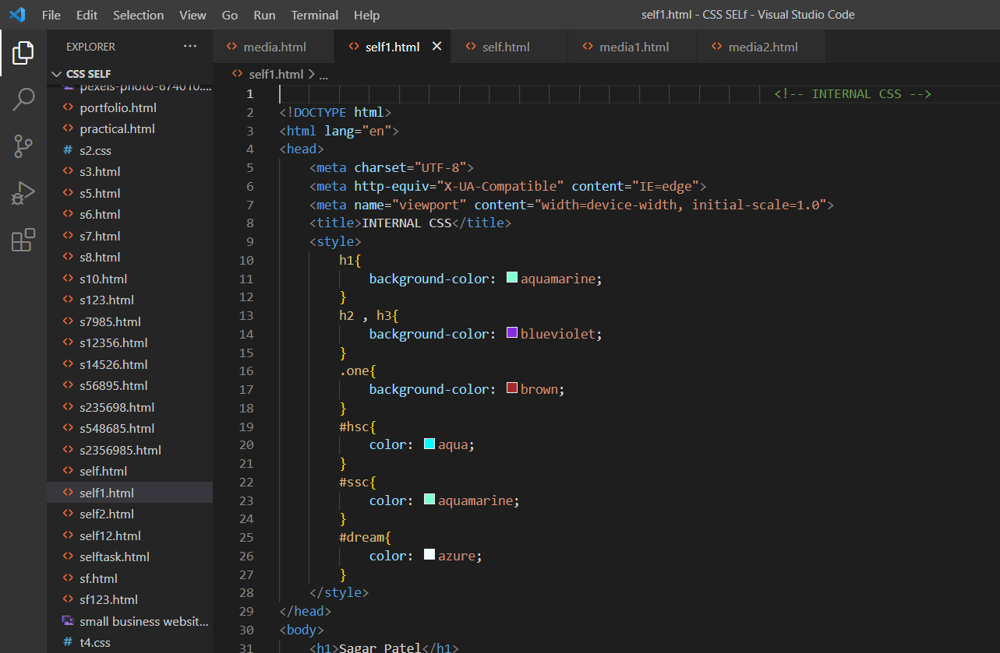 File Edit Selection View Go Run Terminal Help self1.html - CSS SELf - Visual Studio Code
EXPLORER ...
media.html self1.html self.html media1.html media2.html
CSS SELF
pexels-photo-674010....
portfolio.html
practical.html
s2.css
s3.html
s5.html
s6.html
s7.html
s8.html
s10.html
s123.html
s7985.html
s12356.html
s14526.html
s56895.html
s235698.html
s548685.html
s2356985.html
self.html
self1.html
self2.html
self12.html
selftask.html
sf.html
sf123.html
small business websit...
t4.css
self1.html > ...
1 <!-- INTERNAL CSS -->
2 <!DOCTYPE html>
3 <html lang="en">
4 <head>
5 <meta charset="UTF-8">
6 <meta http-equiv="X-UA-Compatible" content="IE=edge">
7 <meta name="viewport" content="width=device-width, initial-scale=1.0">
8 <title>INTERNAL CSS</title>
9 <style>
10 h1{
11 background-color: aquamarine;
12 }
13 h2 , h3{
14 background-color: blueviolet;
15 }
16 .one{
17 background-color: brown;
18 }
19 #hsc{
20 color: aqua;
21 }
22 #ssc{
23 color: aquamarine;
24 }
25 #dream{
26 color: azure;
27 }
28 </style>
29 </head>
30 <body>
31 <h1>Sagar Patel</h1>